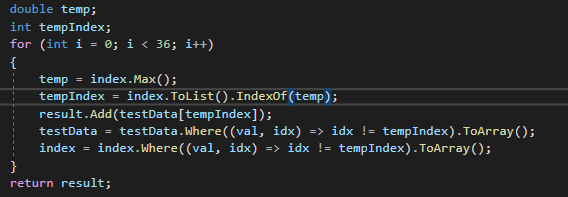 double temp;
int tempIndex;
for (int i = 0; i < 36; i++)
{
temp = index.Max();
tempIndex = index.ToList().IndexOf(temp);
result.Add(testData[tempIndex]);
testData = testData.Where((val, idx) => idx != tempIndex).ToArray();
index = index.Where((val, idx) => idx != tempIndex).ToArray();
}
return result;